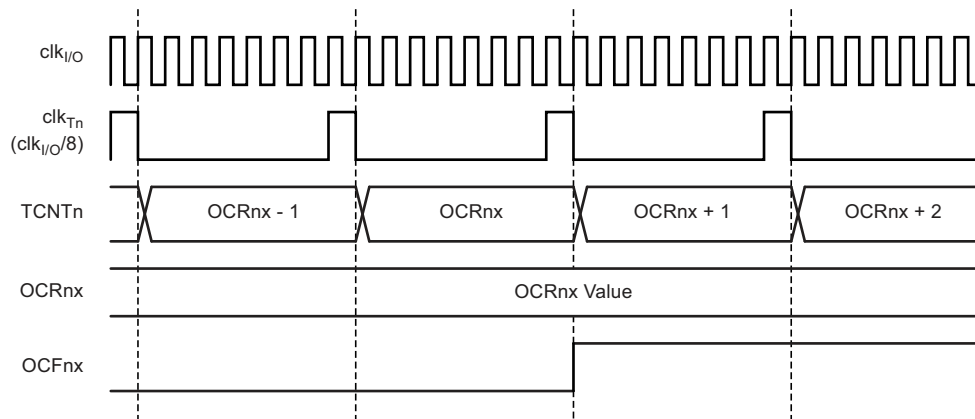 clkI/O
clkTn
(clkI/O/8)
TCNTn
OCRnx - 1
OCRnx
OCRnx + 1
OCRnx + 2
OCRnx
OCRnx Value
OCFnx